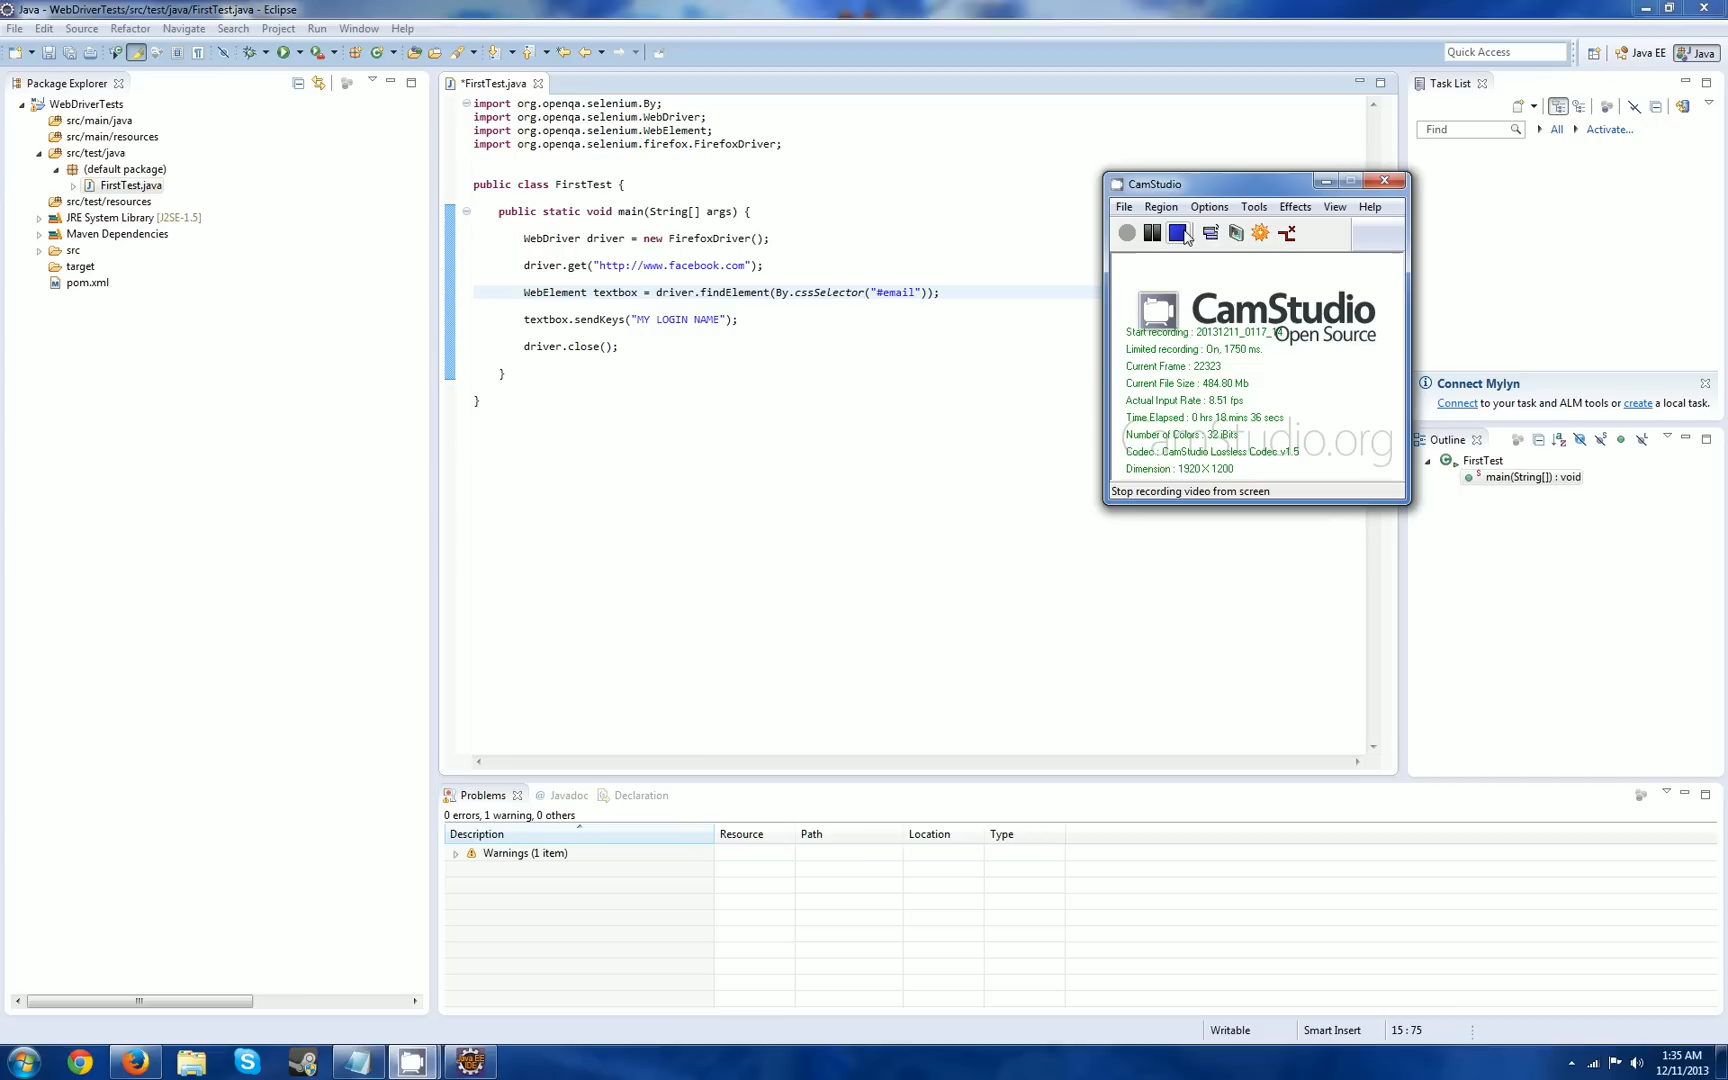 Java - WebDriverTests/src/test/java/FirstTest.java - Eclipse
File Edit Source Refactor Navigate Search Project Run Window Help
Quick Access
Java EE
Java
Package Explorer
WebDriverTests
src/main/java
src/main/resources
src/test/java
(default package)
FirstTest.java
src/test/resources
JRE System Library [J2SE-1.5]
Maven Dependencies
src
target
pom.xml
*FirstTest.java
import org.openqa.selenium.By;
import org.openqa.selenium.WebDriver;
import org.openqa.selenium.WebElement;
import org.openqa.selenium.firefox.FirefoxDriver;
public class FirstTest {
public static void main(String[] args) {
WebDriver driver = new FirefoxDriver();
driver.get("http://www.facebook.com");
WebElement textbox = driver.findElement(By.cssSelector("#email"));
textbox.sendKeys("MY LOGIN NAME");
driver.close();
}
}
CamStudio
File Region Options Tools Effects View Help
CamStudio
Open Source
CamStudio.org
Start recording : 20131211_0117_14
Limited recording : On, 1750 ms.
Current Frame : 22323
Current File Size : 484.80 Mb
Actual Input Rate : 8.51 fps
Time Elapsed : 0 hrs 18 mins 36 secs
Number of Colors : 32 Bits
Codec : CamStudio Lossless Codec v1.5
Dimension : 1920 X 1200
Stop recording video from screen
Task List
Find
All
Activate...
Connect Mylyn
Connect to your task and ALM tools or create a local task.
Outline
FirstTest
main(String[]) : void
Problems
@ Javadoc
Declaration
0 errors, 1 warning, 0 others
Description Resource Path Location Type
Warnings (1 item)
Writable
Smart Insert
15 : 75
Java EE
IDE
1:35 AM
12/11/2013